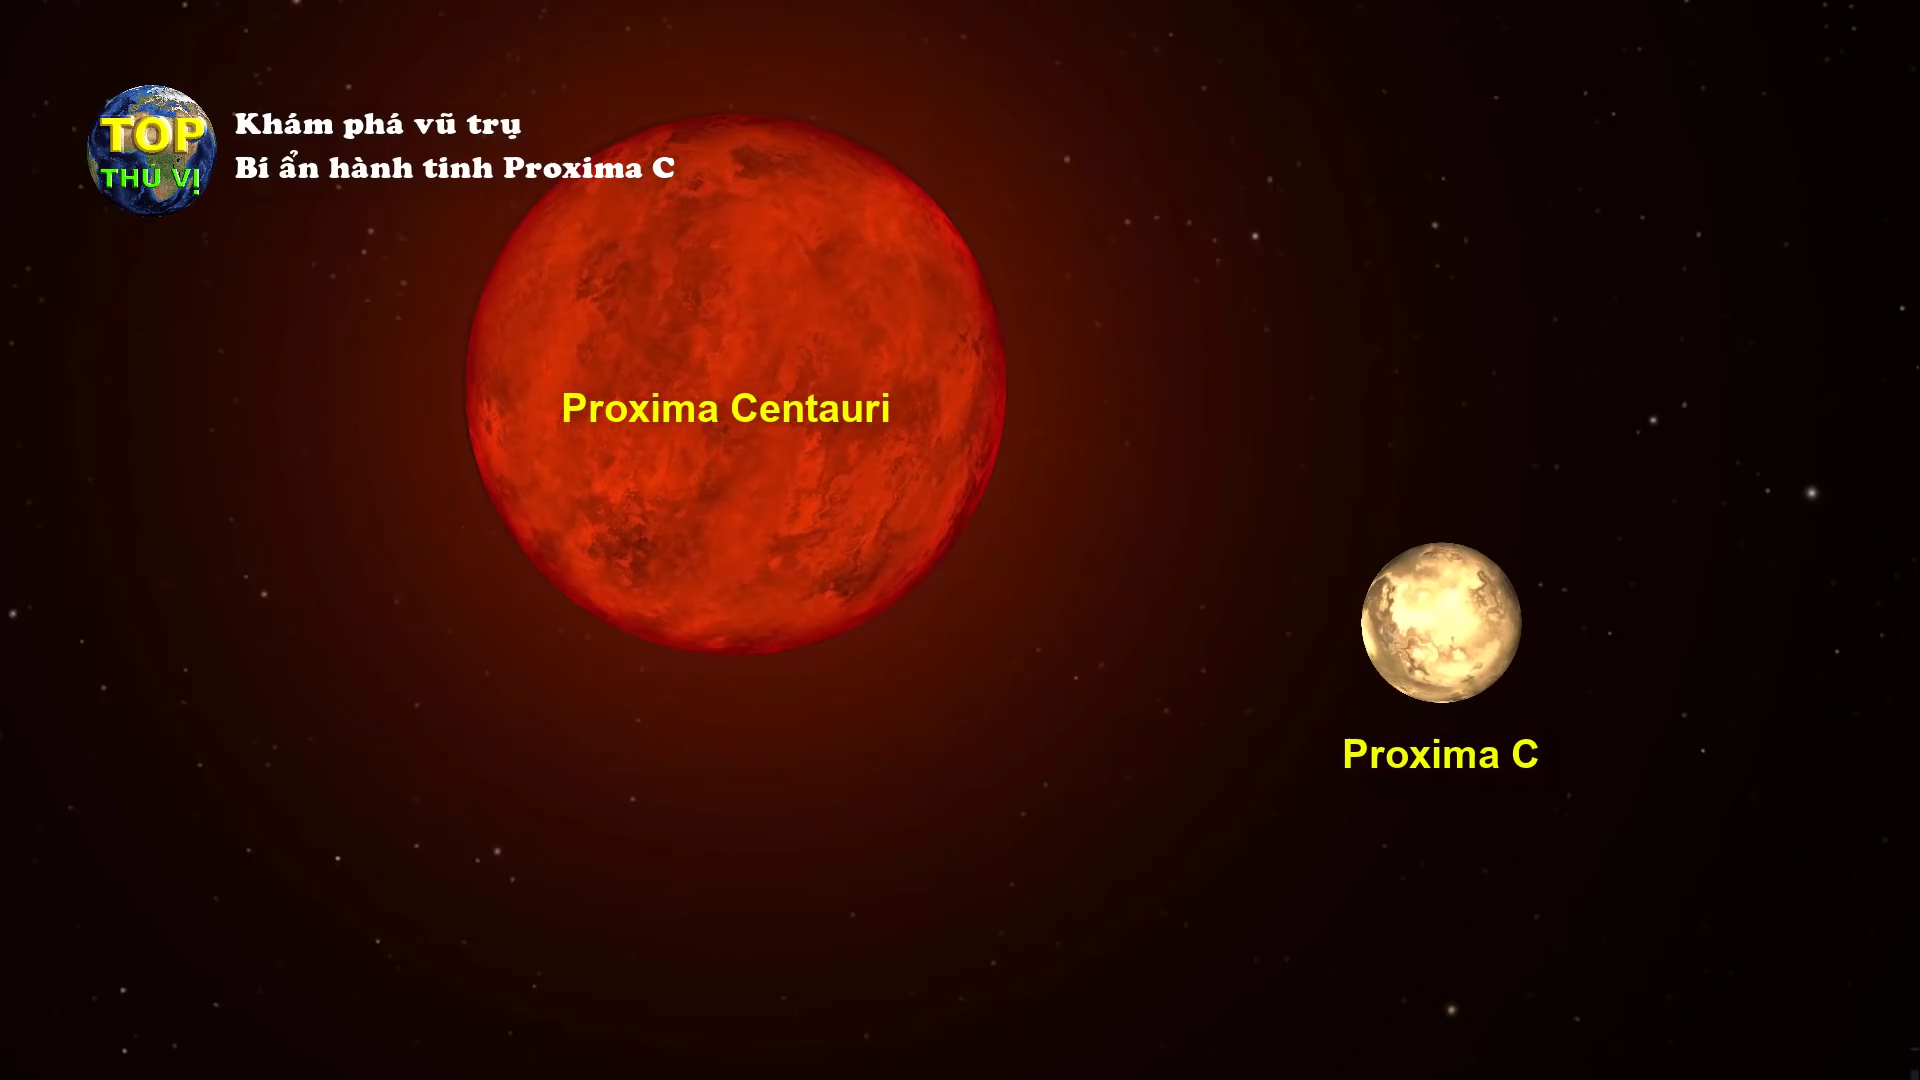 TOP
THÚ VỊ
Khám phá vũ trụ
Bí ẩn hành tinh Proxima C
Proxima Centauri
Proxima C